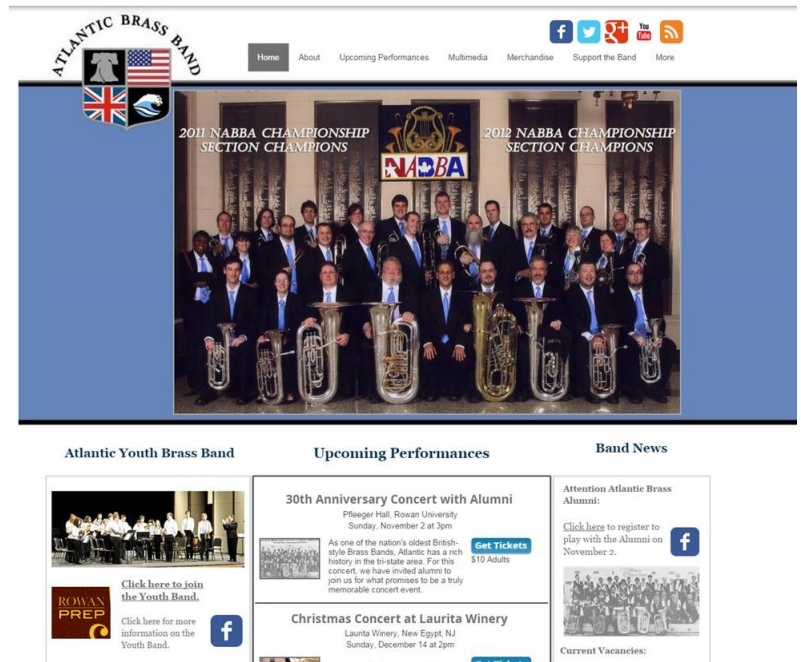 ATLANTIC BRASS BAND
You
Tube
Home About Upcoming Performances Multimedia Merchandise Support the Band More
2011 NABBA CHAMPIONSHIP
SECTION CHAMPIONS
NABBA
2012 NABBA CHAMPIONSHIP
SECTION CHAMPIONS
Atlantic Youth Brass Band
ROWAN
PREP
Click here to join
the Youth Band.
Click here for more
information on the
Youth Band.
Upcoming Performances
30th Anniversary Concert with Alumni
Pfleeger Hall, Rowan University
Sunday, November 2 at 3pm
As one of the nation's oldest British-
style Brass Bands, Atlantic has a rich
history in the tri-state area. For this
concert, we have invited alumni to
join us for what promises to be a truly
memorable concert event.
Get Tickets
$10 Adults
Christmas Concert at Laurita Winery
Laurita Winery, New Egypt, NJ
Sunday, December 14 at 2pm
Band News
Attention Atlantic Brass
Alumni:
Click here to register to
play with the Alumni on
November 2.
Current Vacancies: